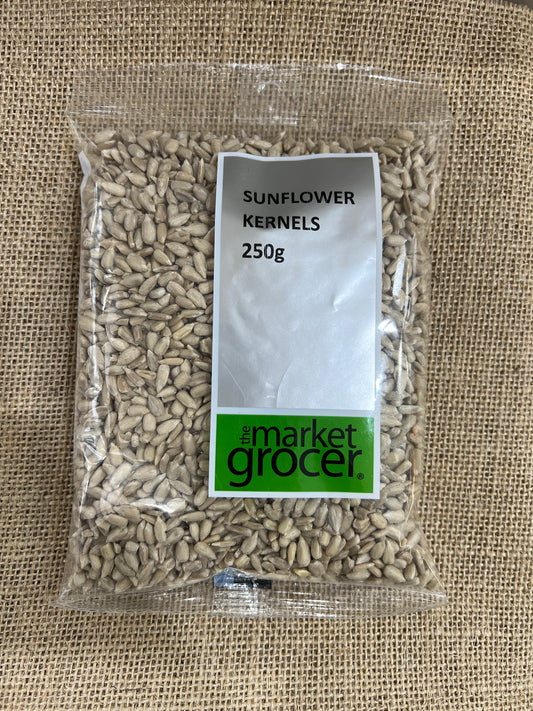 SUNFLOWER
KERNELS
250g
the market
grocer®